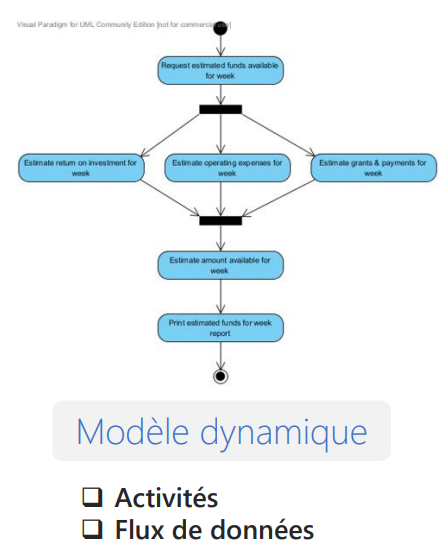 Visual Paradigm for UML Community Edition [not for commercial use]
Request estimated funds available
for week
Estimate return on investment for
week
Estimate operating expenses for
week
Estimate grants & payments for
week
Estimate amount available for
week
Print estimated funds for week
report
Modèle dynamique
Activités
Flux de données